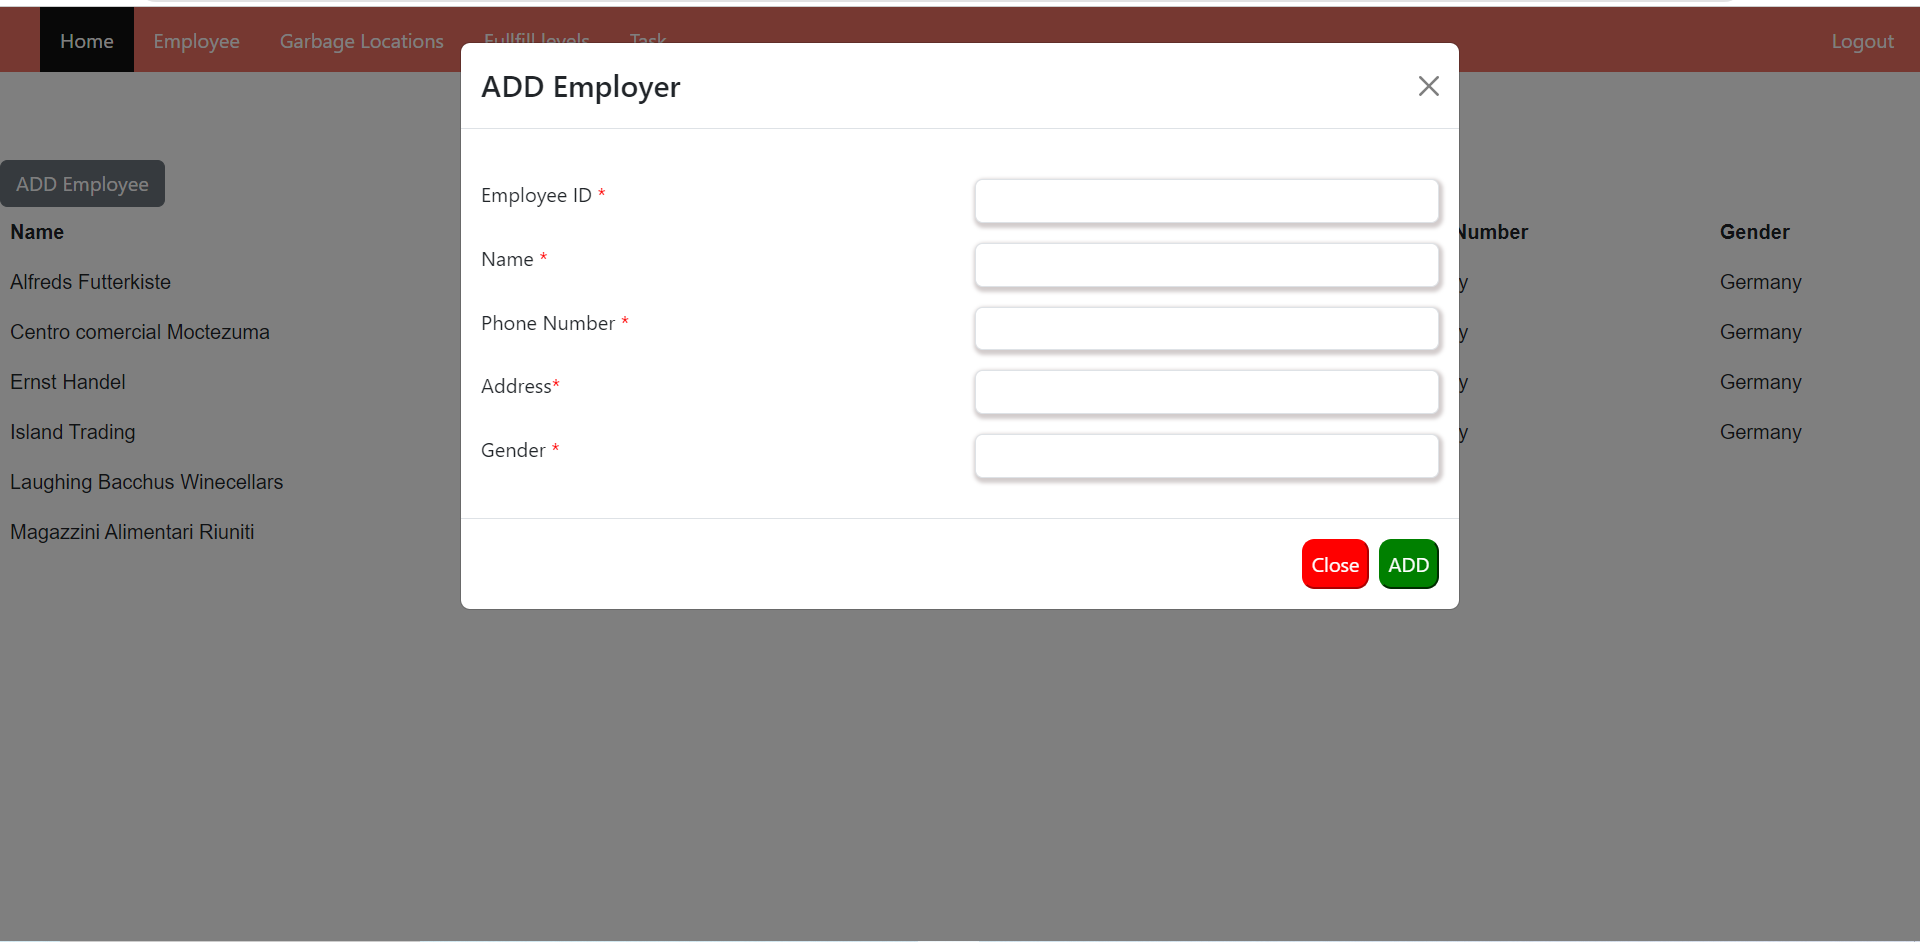 Home Employee Garbage Locations Fullfill levels Task Logout
ADD Employer
ADD Employee
Employee ID *
Name Number Gender
Name *
Alfreds Futterkiste y Germany
Phone Number *
Centro comercial Moctezuma y Germany
Address*
Ernst Handel y Germany
Gender *
Island Trading y Germany
Laughing Bacchus Winecellars
Magazzini Alimentari Riuniti
Close ADD